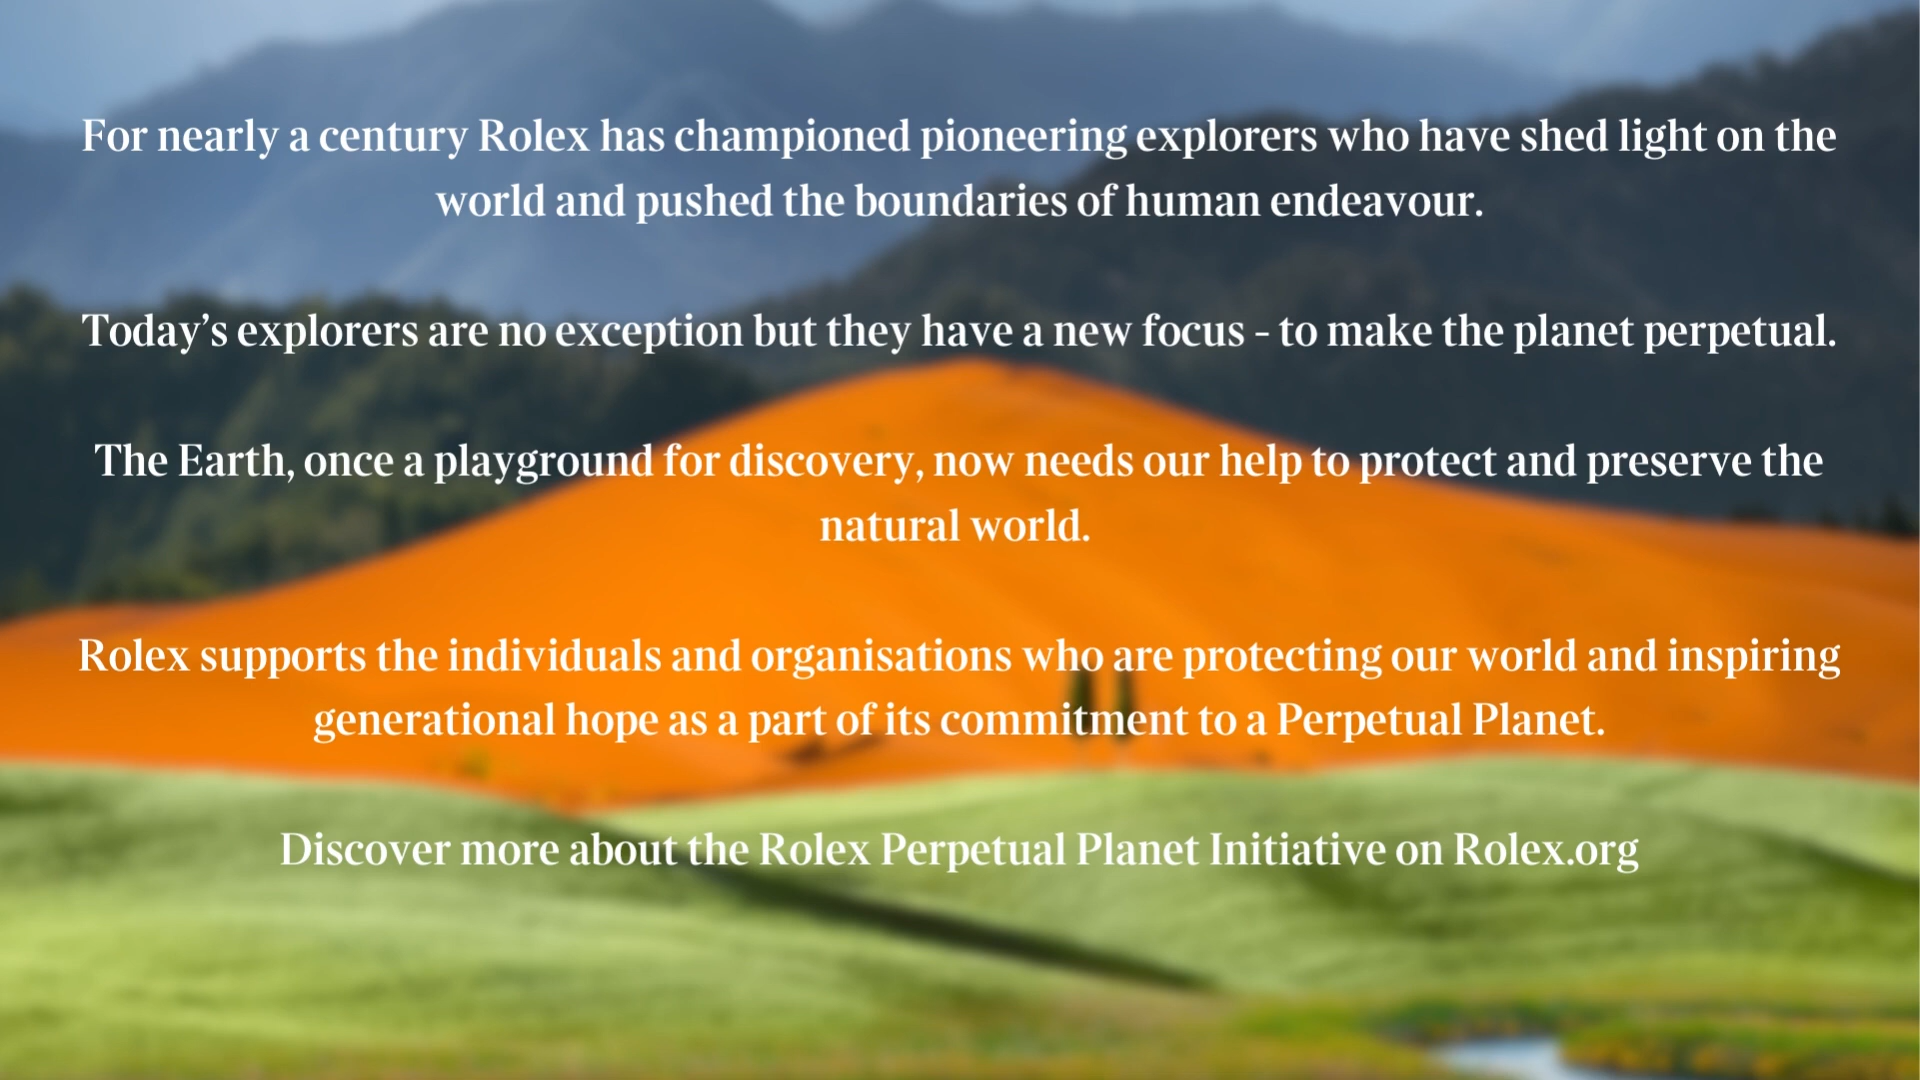 For nearly a century Rolex has championed pioneering explorers who have shed light on the
world and pushed the boundaries of human endeavour.
Today’s explorers are no exception but they have a new focus - to make the planet perpetual.
The Earth, once a playground for discovery, now needs our help to protect and preserve the
natural world.
Rolex supports the individuals and organisations who are protecting our world and inspiring
generational hope as a part of its commitment to a Perpetual Planet.
Discover more about the Rolex Perpetual Planet Initiative on Rolex.org